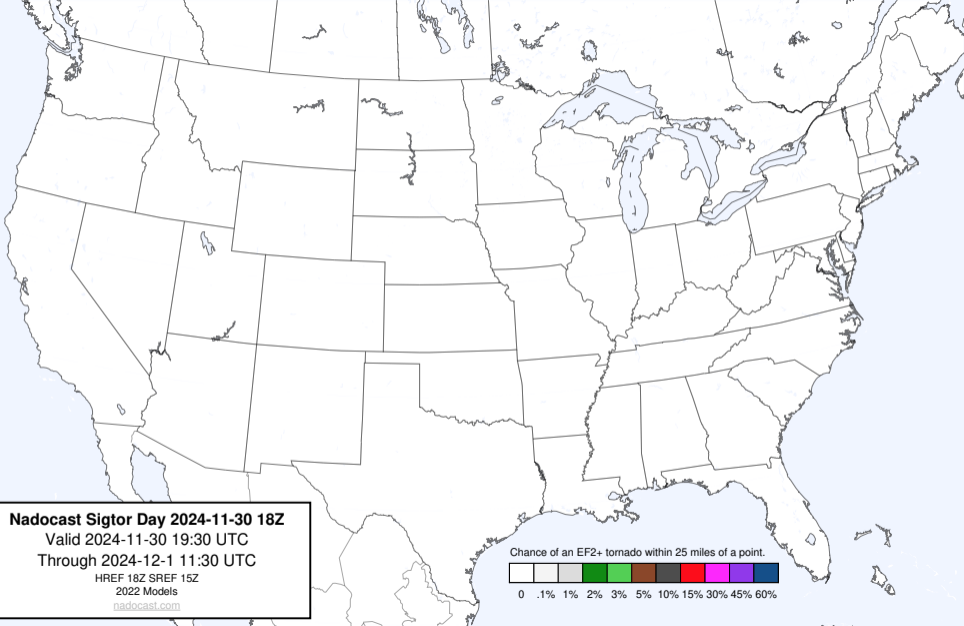 Nadocast Sigtor Day 2024-11-30 18Z
Valid 2024-11-30 19:30 UTC
Through 2024-12-1 11:30 UTC
HREF 18Z SREF 15Z
2022 Models
nadocast.com
Chance of an EF2+ tornado within 25 miles of a point.
0 .1% 1% 2% 3% 5% 10% 15% 30% 45% 60%